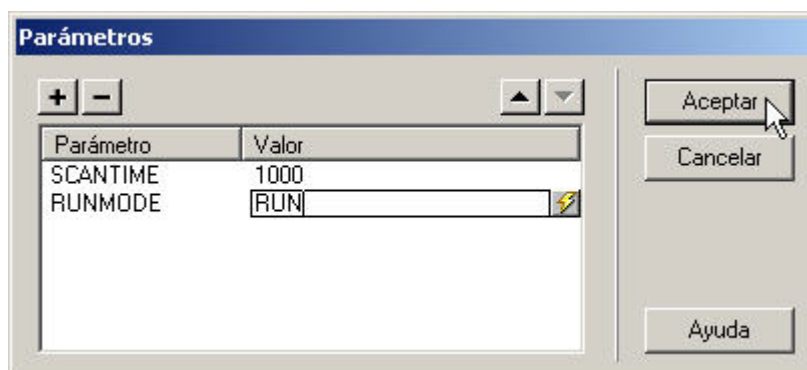 Parámetros
+ −
Aceptar
Parámetro Valor
Cancelar
SCANTIME 1000
RUNMODE RUN
Ayuda